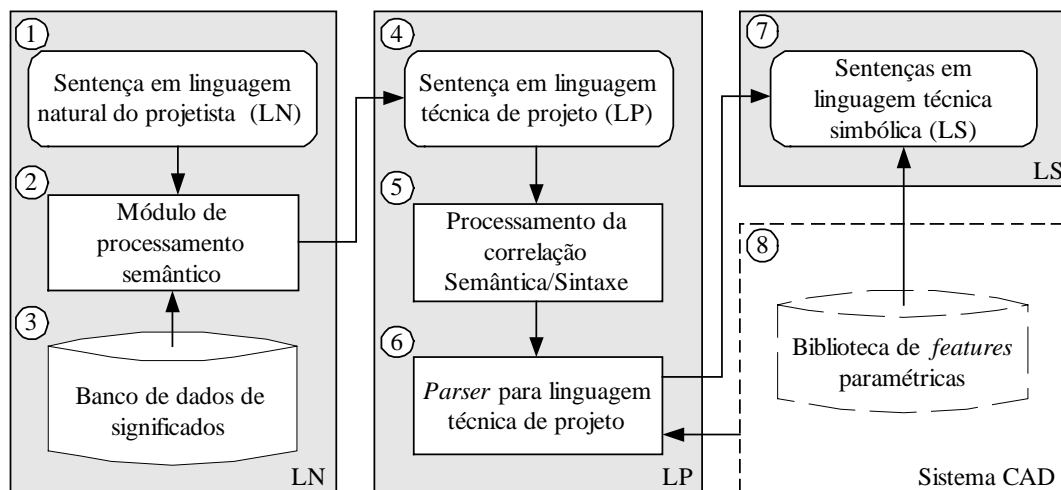 1
Sentença em linguagem
natural do projetista (LN)
2
Módulo de
processamento
semântico
3
Banco de dados de
significados
LN
4
Sentença em linguagem
técnica de projeto (LP)
5
Processamento da
correlação
Semântica/Sintaxe
6
Parser para linguagem
técnica de projeto
LP
7
Sentenças em
linguagem técnica
simbólica (LS)
LS
8
Biblioteca de features
paramétricas
Sistema CAD